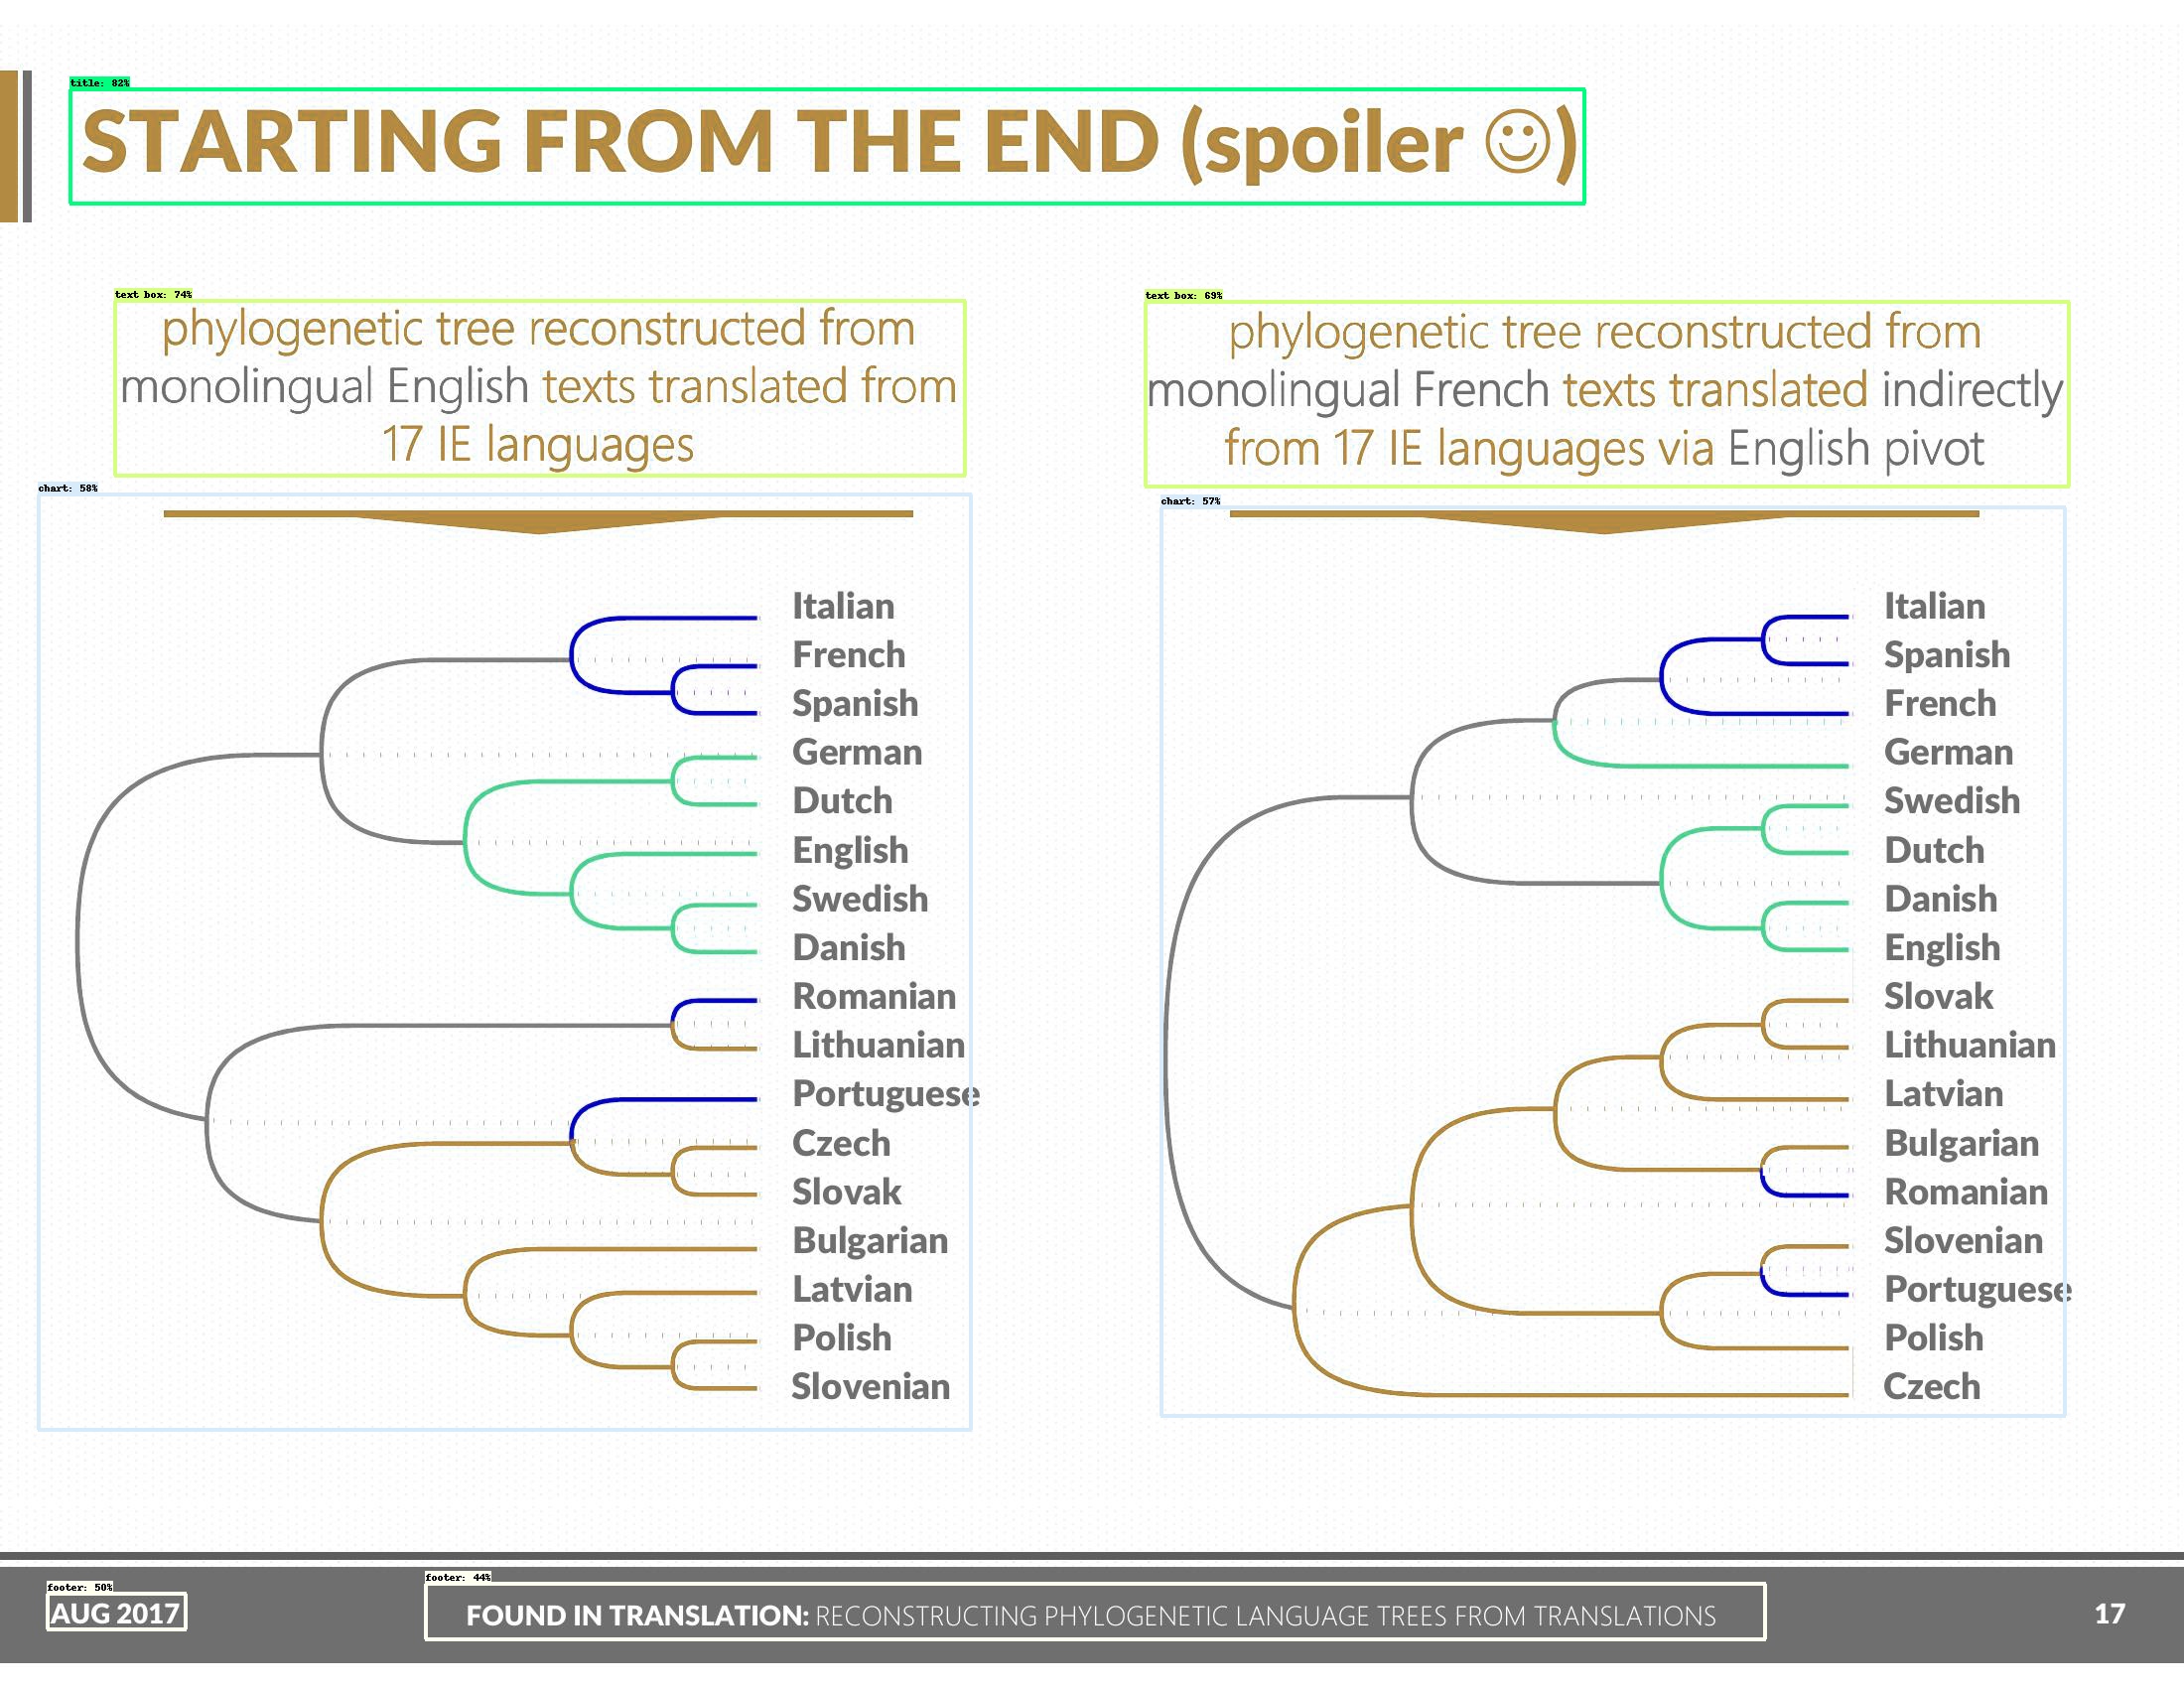 title: 82%
STARTING FROM THE END (spoiler ☺)
text box: 74%
phylogenetic tree reconstructed from
monolingual English texts translated from
17 IE languages
text box: 69%
phylogenetic tree reconstructed from
monolingual French texts translated indirectly
from 17 IE languages via English pivot
chart: 58%
Italian
French
Spanish
German
Dutch
English
Swedish
Danish
Romanian
Lithuanian
Portuguese
Czech
Slovak
Bulgarian
Latvian
Polish
Slovenian
chart: 57%
Italian
Spanish
French
German
Swedish
Dutch
Danish
English
Slovak
Lithuanian
Latvian
Bulgarian
Romanian
Slovenian
Portuguese
Polish
Czech
footer: 50%
AUG 2017
footer: 44%
FOUND IN TRANSLATION: RECONSTRUCTING PHYLOGENETIC LANGUAGE TREES FROM TRANSLATIONS
17